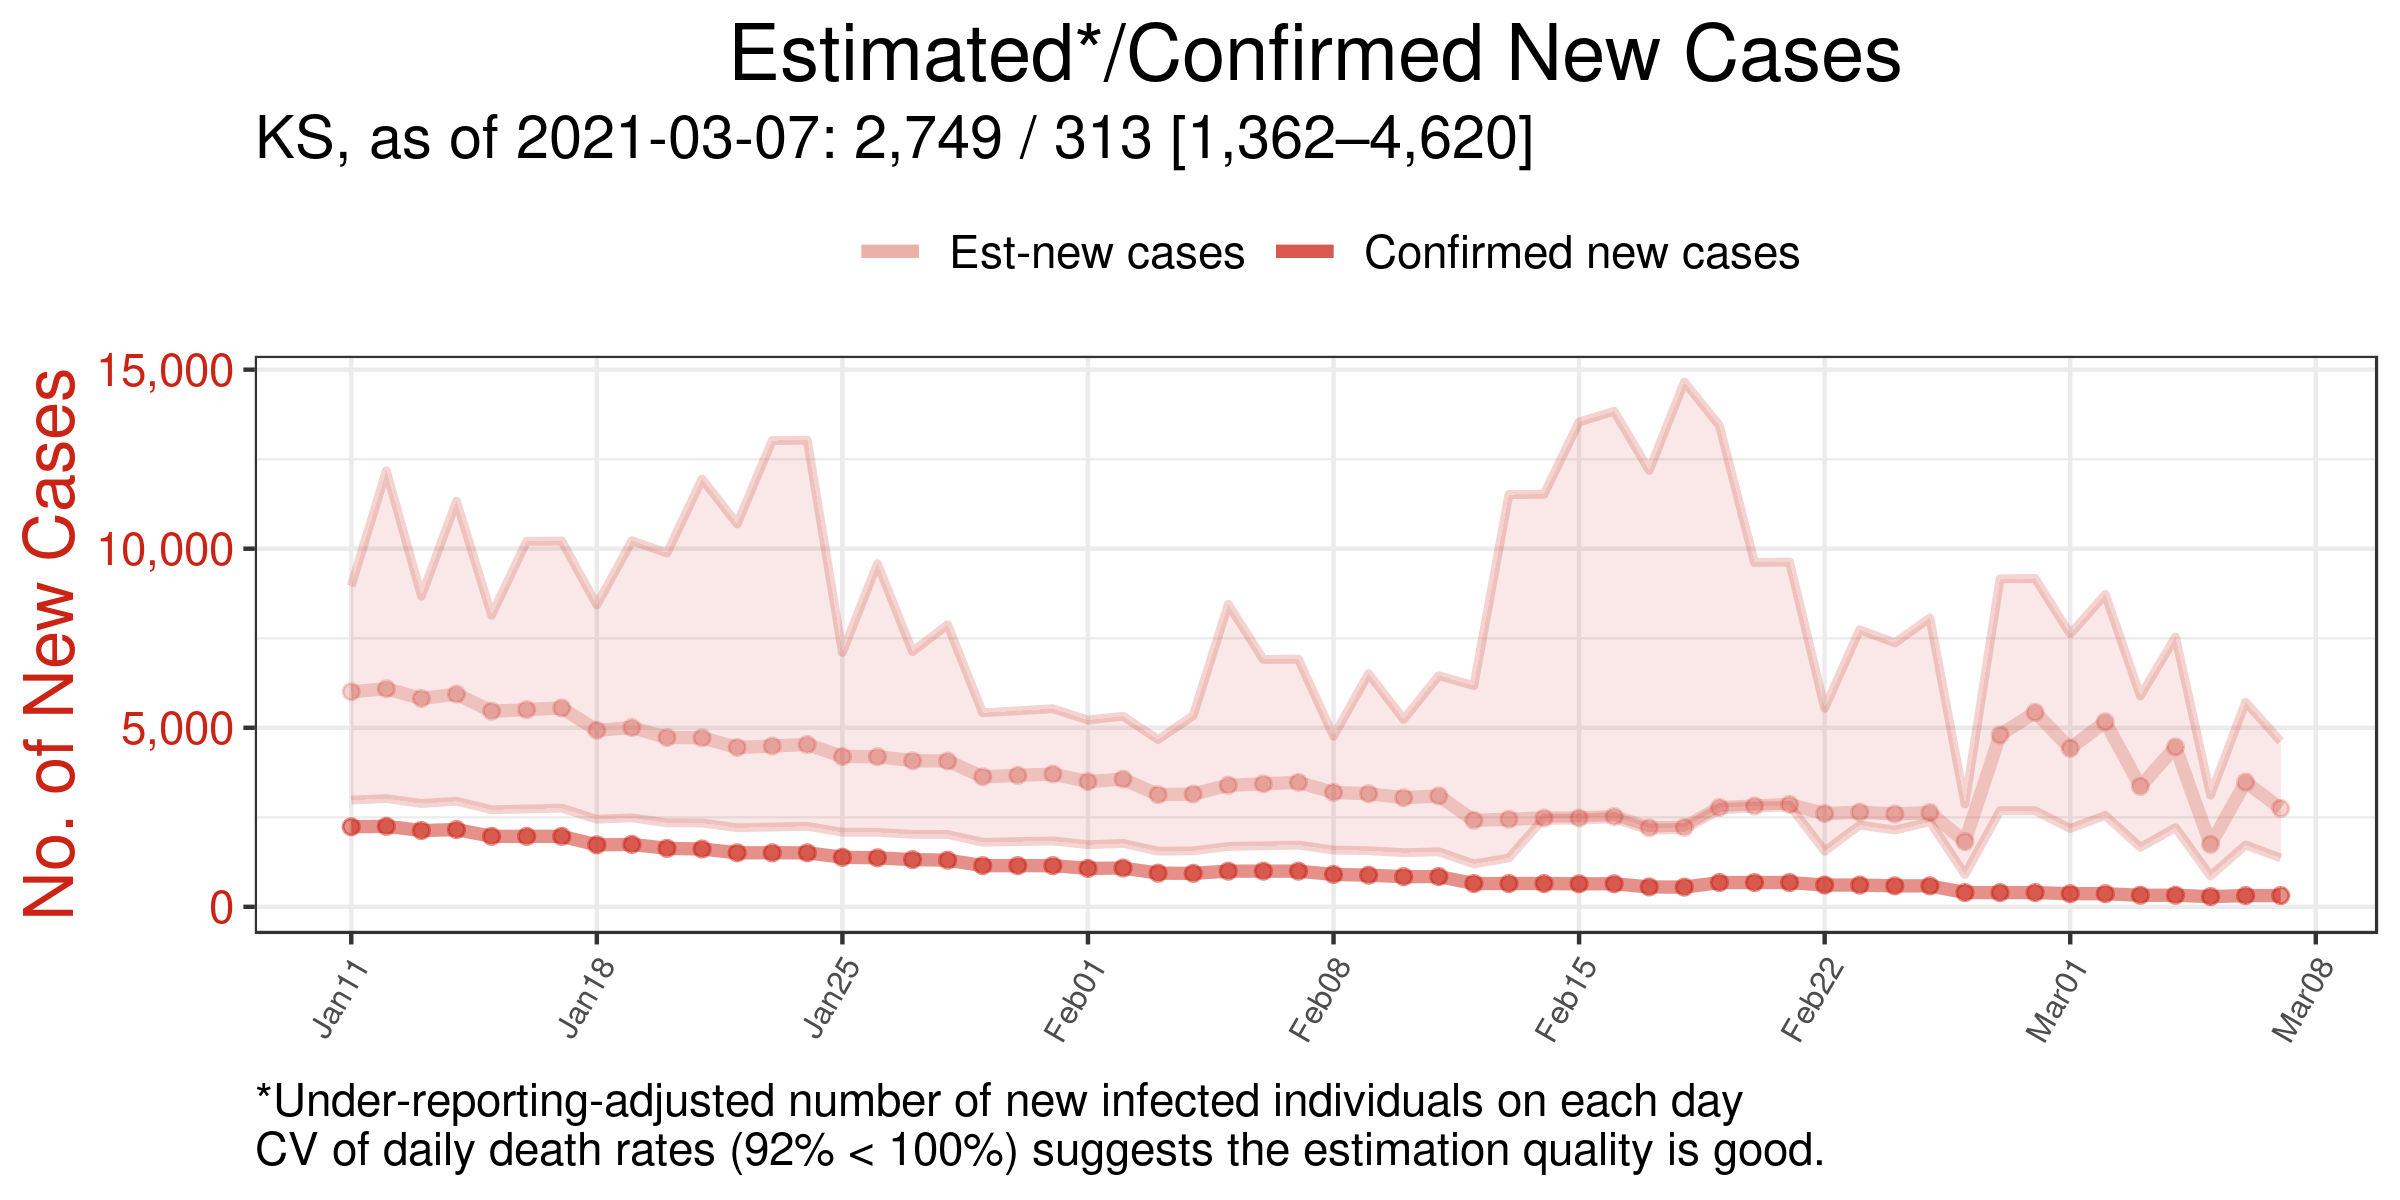 Estimated*/Confirmed New Cases
KS, as of 2021-03-07: 2,749 / 313 [1,362–4,620]
Est-new cases
Confirmed new cases
No. of New Cases
15,000
10,000
5,000
0
Jan11
Jan18
Jan25
Feb01
Feb08
Feb15
Feb22
Mar01
Mar08
*Under-reporting-adjusted number of new infected individuals on each day
CV of daily death rates (92% < 100%) suggests the estimation quality is good.